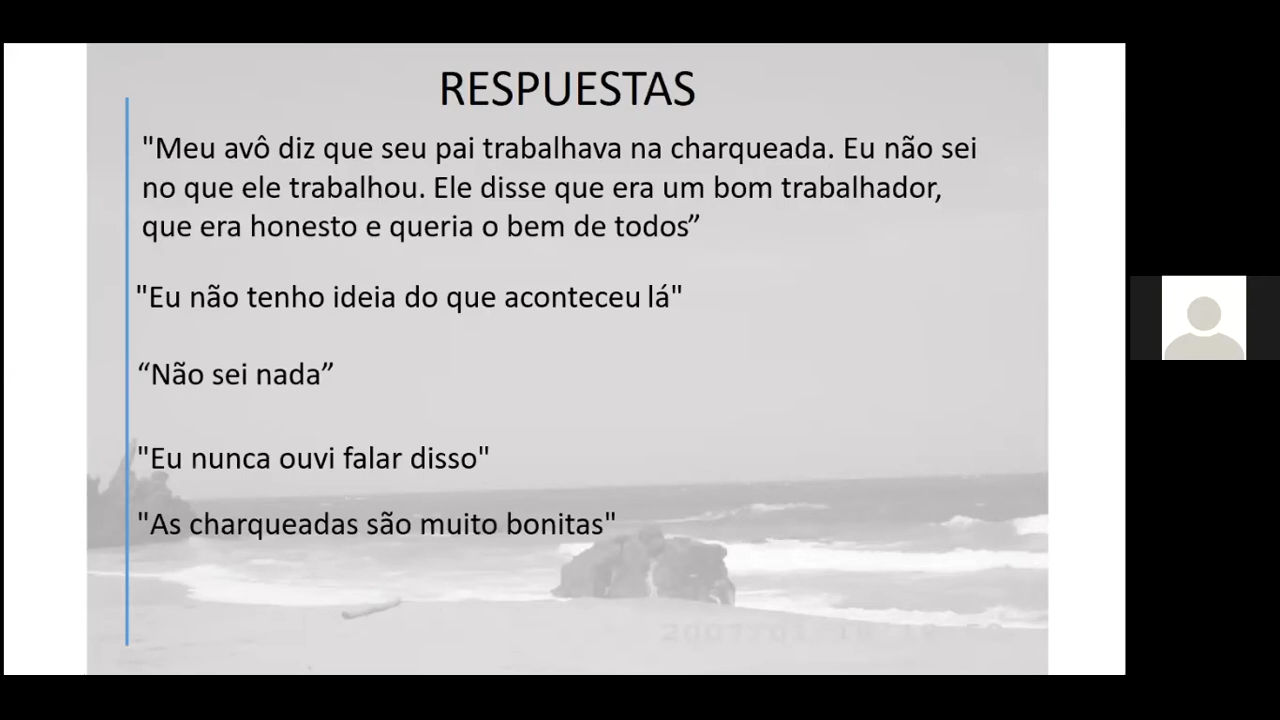 RESPUESTAS
"Meu avô diz que seu pai trabalhava na charqueada. Eu não sei
no que ele trabalhou. Ele disse que era um bom trabalhador,
que era honesto e queria o bem de todos”
"Eu não tenho ideia do que aconteceu lá"
“Não sei nada”
"Eu nunca ouvi falar disso"
"As charqueadas são muito bonitas"